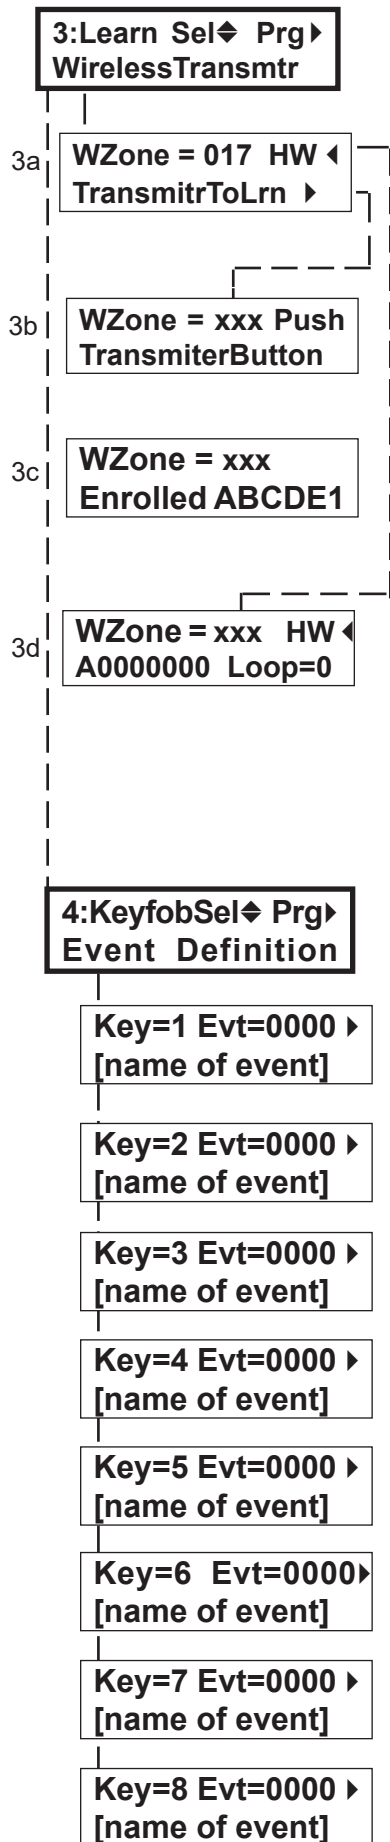 3:Learn Sel♦ Prg▶
WirelessTransmtr
3a
WZone = 017 HW ◀
TransmitrToLrn ▶
3b
WZone = xxx Push
TransmiterButton
3c
WZone = xxx
Enrolled ABCDE1
3d
WZone = xxx HW ◀
A0000000 Loop=0
4:KeyfobSel♦ Prg▶
Event Definition
Key=1 Evt=0000 ▶
[name of event]
Key=2 Evt=0000 ▶
[name of event]
Key=3 Evt=0000 ▶
[name of event]
Key=4 Evt=0000 ▶
[name of event]
Key=5 Evt=0000 ▶
[name of event]
Key=6 Evt=0000▶
[name of event]
Key=7 Evt=0000 ▶
[name of event]
Key=8 Evt=0000 ▶
[name of event]